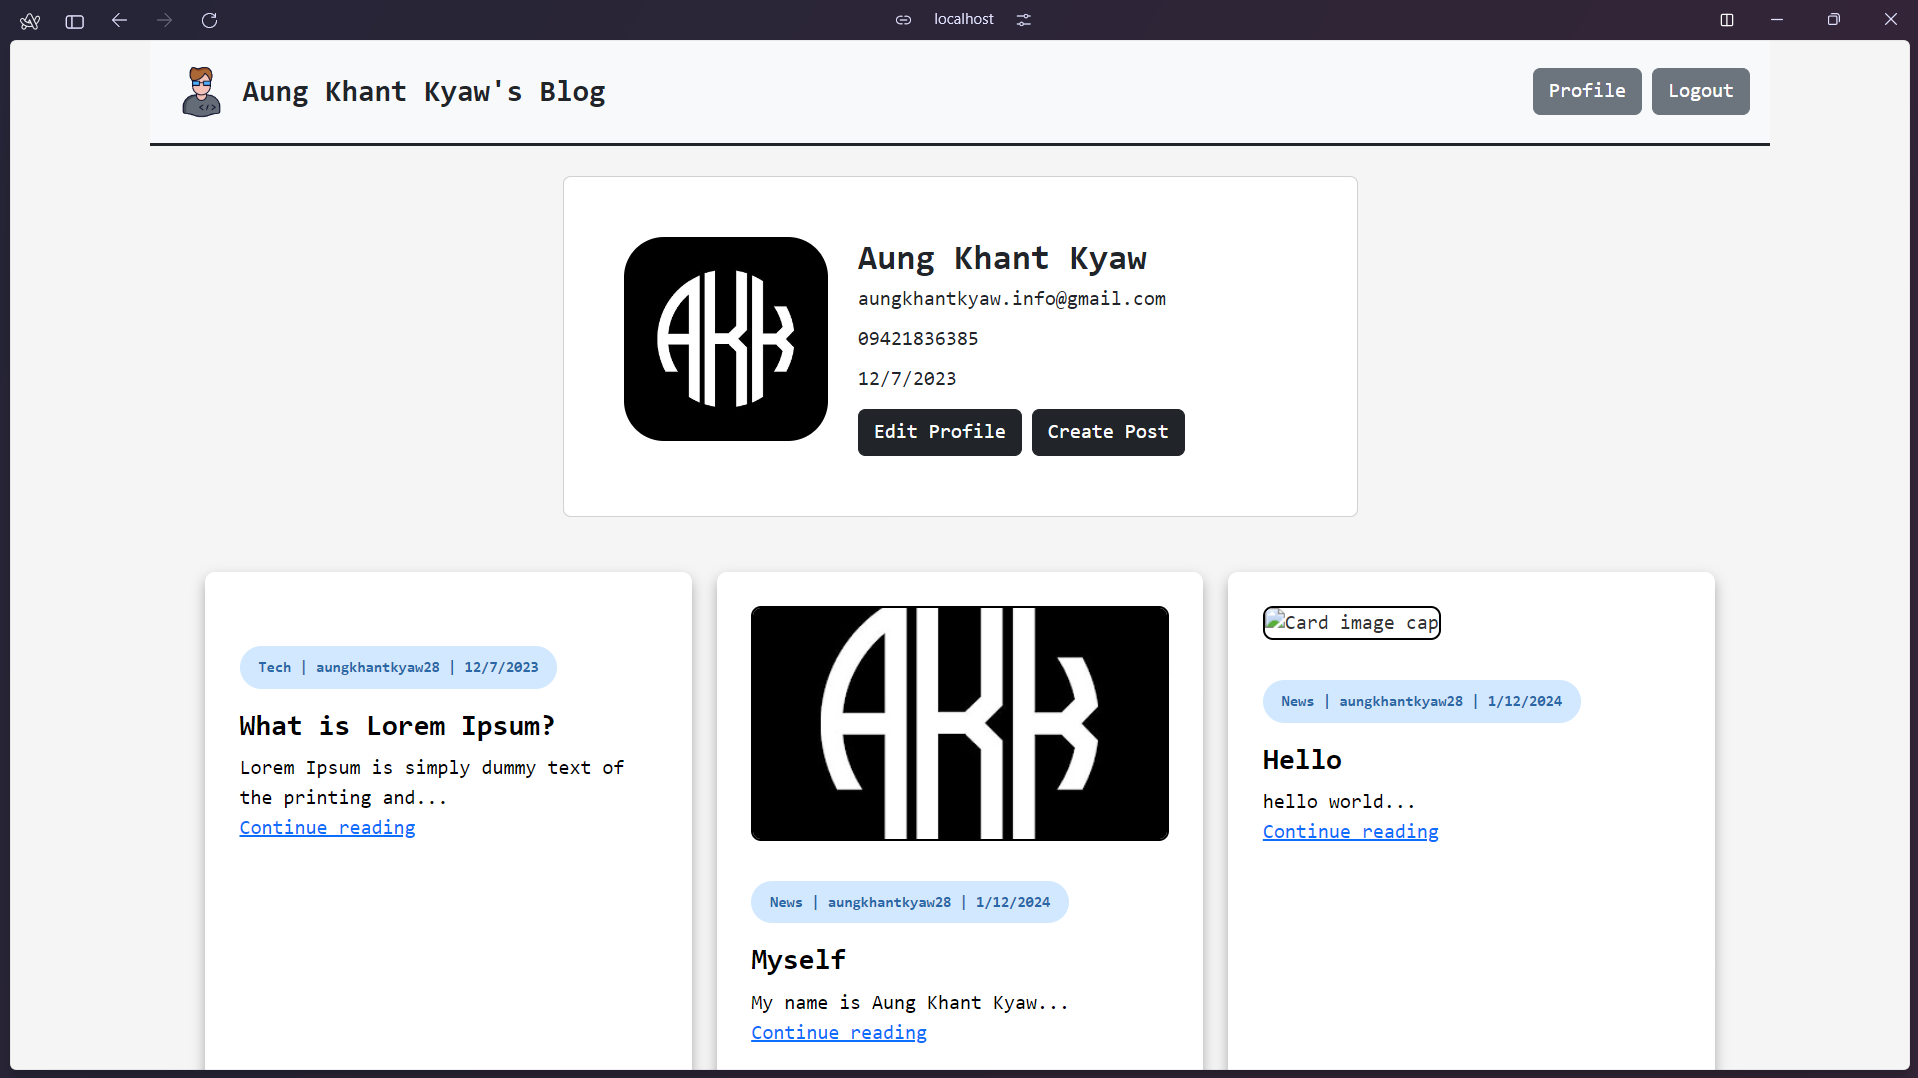 localhost
Aung Khant Kyaw's Blog
Profile
Logout
AKK
Aung Khant Kyaw
aungkhantkyaw.info@gmail.com
09421836385
12/7/2023
Edit Profile
Create Post
Tech | aungkhantkyaw28 | 12/7/2023
What is Lorem Ipsum?
Lorem Ipsum is simply dummy text of
the printing and...
Continue reading
AKK
News | aungkhantkyaw28 | 1/12/2024
Myself
My name is Aung Khant Kyaw...
Continue reading
Card image cap
News | aungkhantkyaw28 | 1/12/2024
Hello
hello world...
Continue reading